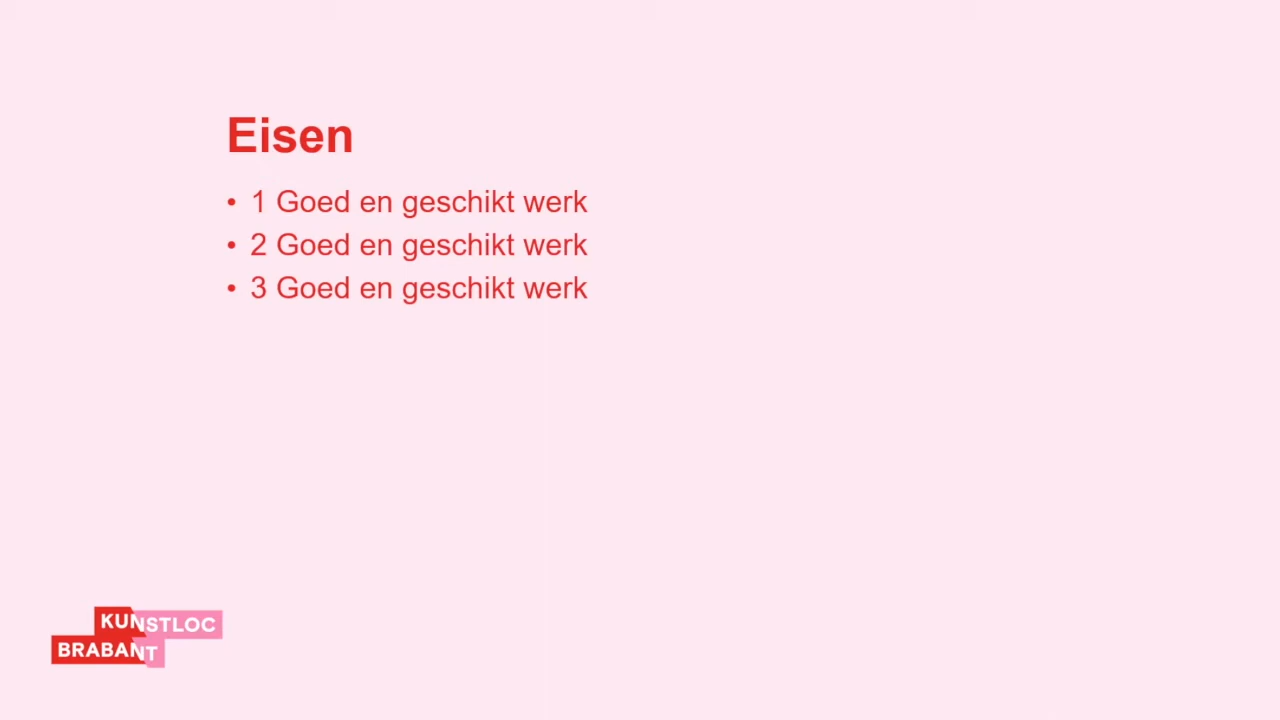 Eisen
• 1 Goed en geschikt werk
• 2 Goed en geschikt werk
• 3 Goed en geschikt werk
KUNSTLOC
BRABANT